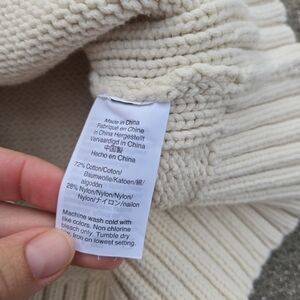 Made in China
Fabriqué en Chine
in China Hergestellt
Vervaardigd in China
中国製
Hecho en China
72% Cotton/Coton/
Baumwolle/Katoen/綿/
algodón
28% Nylon/Nylon/Nylon/
Nylon/ナイロン/nailon
Machine wash cold with
like colors. Non chlorine
bleach only. Tumble dry
Iron on lowest setting.